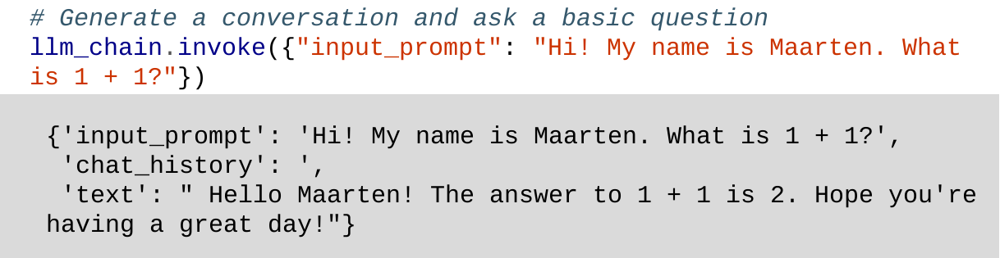 # Generate a conversation and ask a basic question
llm_chain.invoke({"input_prompt": "Hi! My name is Maarten. What
is 1 + 1?"})
{'input_prompt': 'Hi! My name is Maarten. What is 1 + 1?',
'chat_history': ',
'text': " Hello Maarten! The answer to 1 + 1 is 2. Hope you're
having a great day!"}